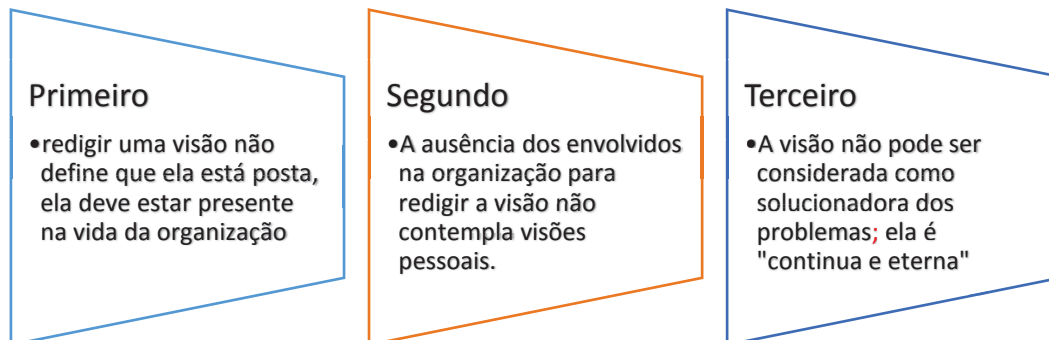 Primeiro
•redigir uma visão não
define que ela está posta,
ela deve estar presente
na vida da organização
Segundo
•A ausência dos envolvidos
na organização para
redigir a visão não
contempla visões
pessoais.
Terceiro
•A visão não pode ser
considerada como
solucionadora dos
problemas; ela é
"continua e eterna"